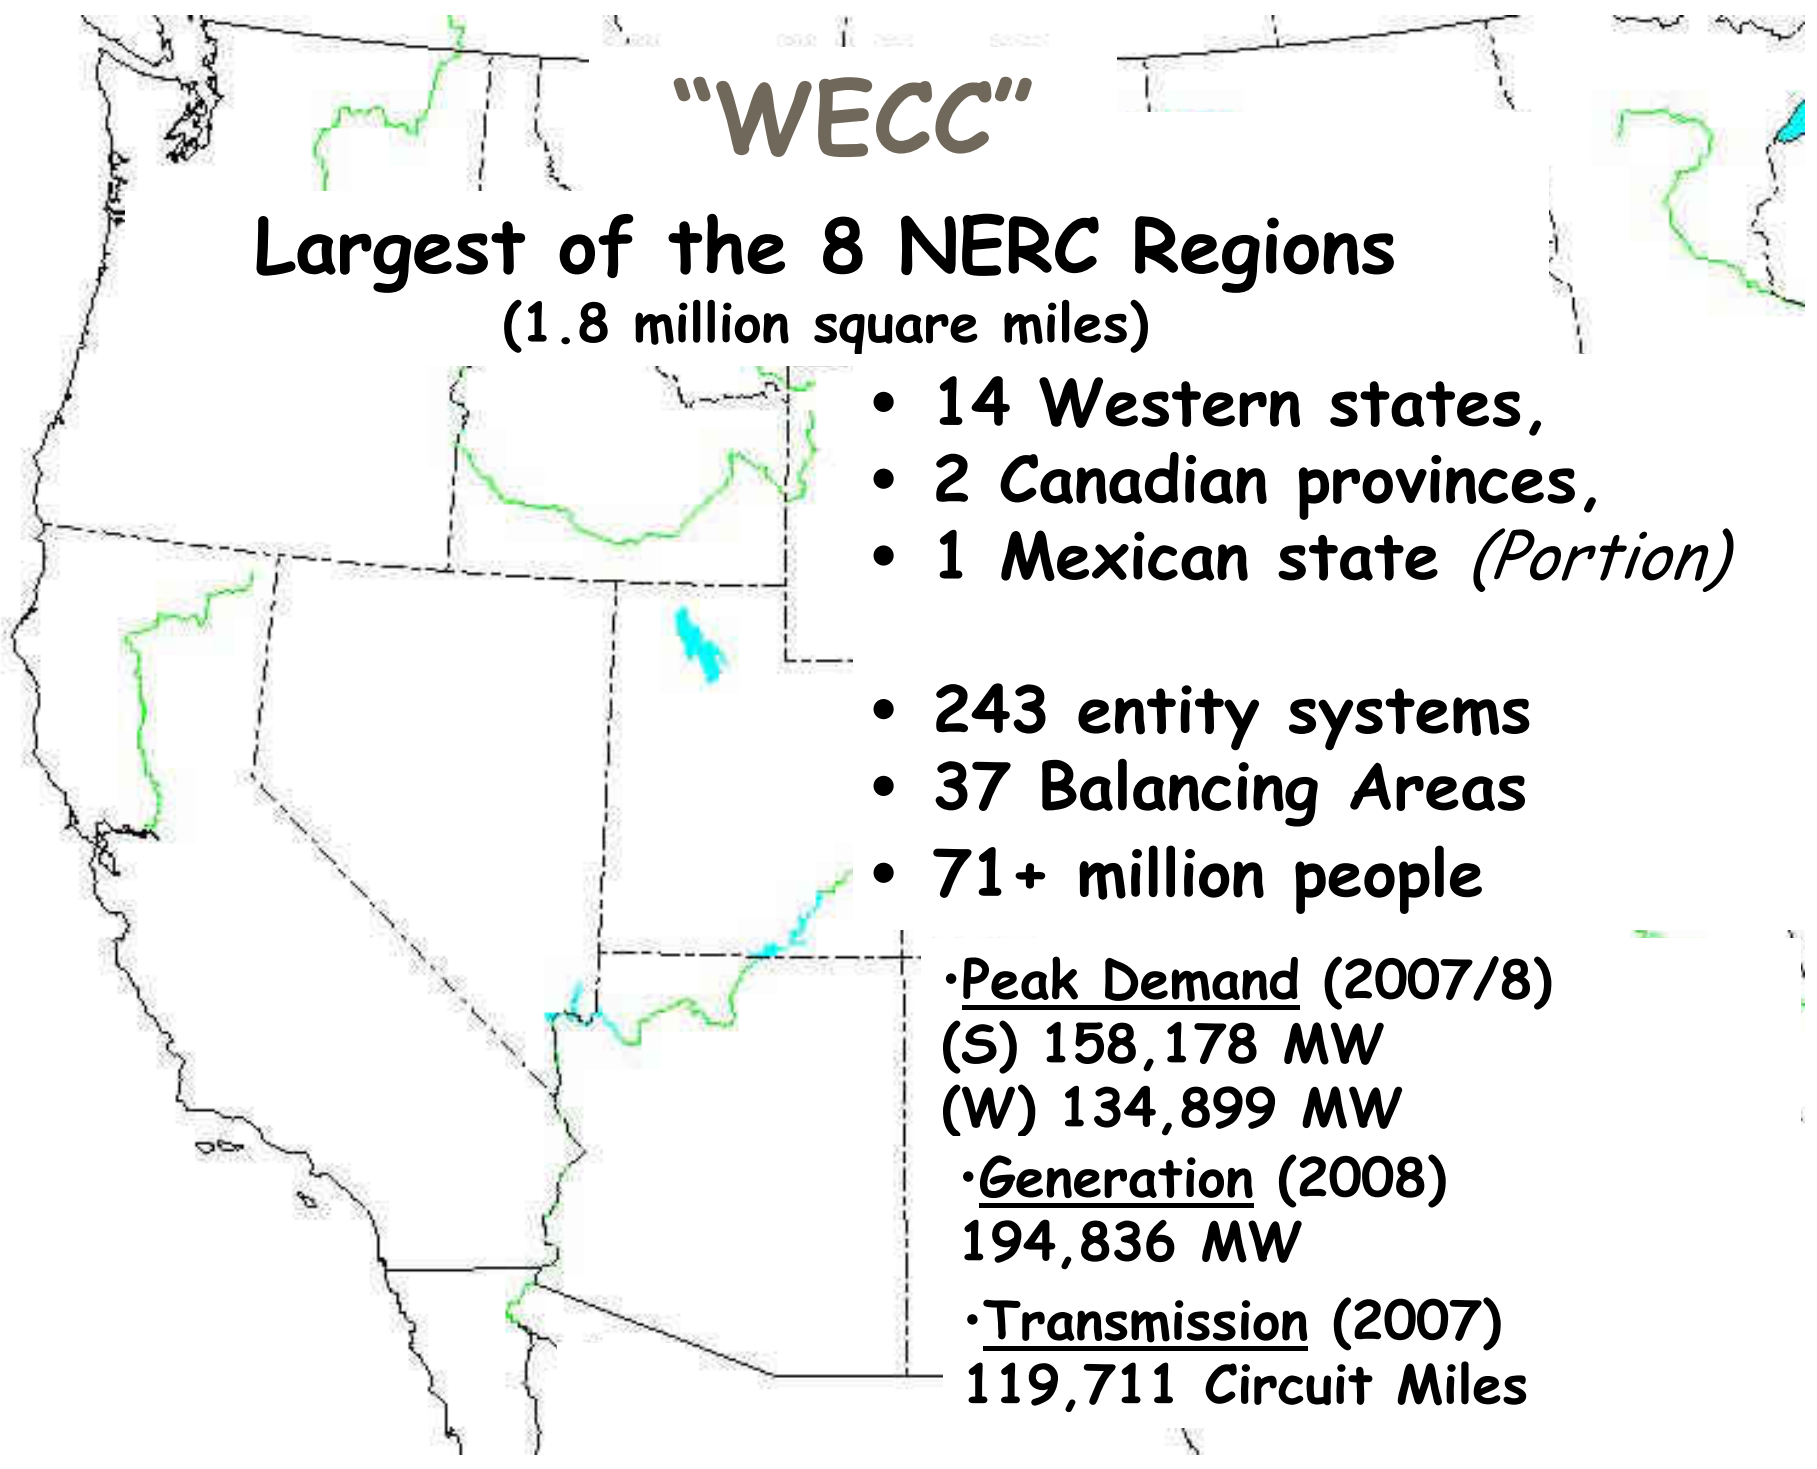 “WECC”
Largest of the 8 NERC Regions
(1.8 million square miles)
• 14 Western states,
• 2 Canadian provinces,
• 1 Mexican state (Portion)
• 243 entity systems
• 37 Balancing Areas
• 71+ million people
•Peak Demand (2007/8)
(S) 158,178 MW
(W) 134,899 MW
•Generation (2008)
194,836 MW
•Transmission (2007)
119,711 Circuit Miles